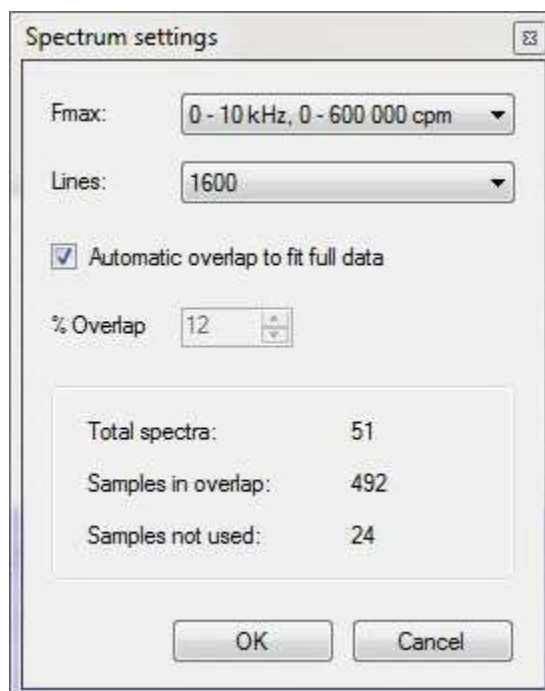 Spectrum settings
Fmax: 0 - 10 kHz, 0 - 600 000 cpm
Lines: 1600
Automatic overlap to fit full data
% Overlap 12
Total spectra: 51
Samples in overlap: 492
Samples not used: 24
OK Cancel